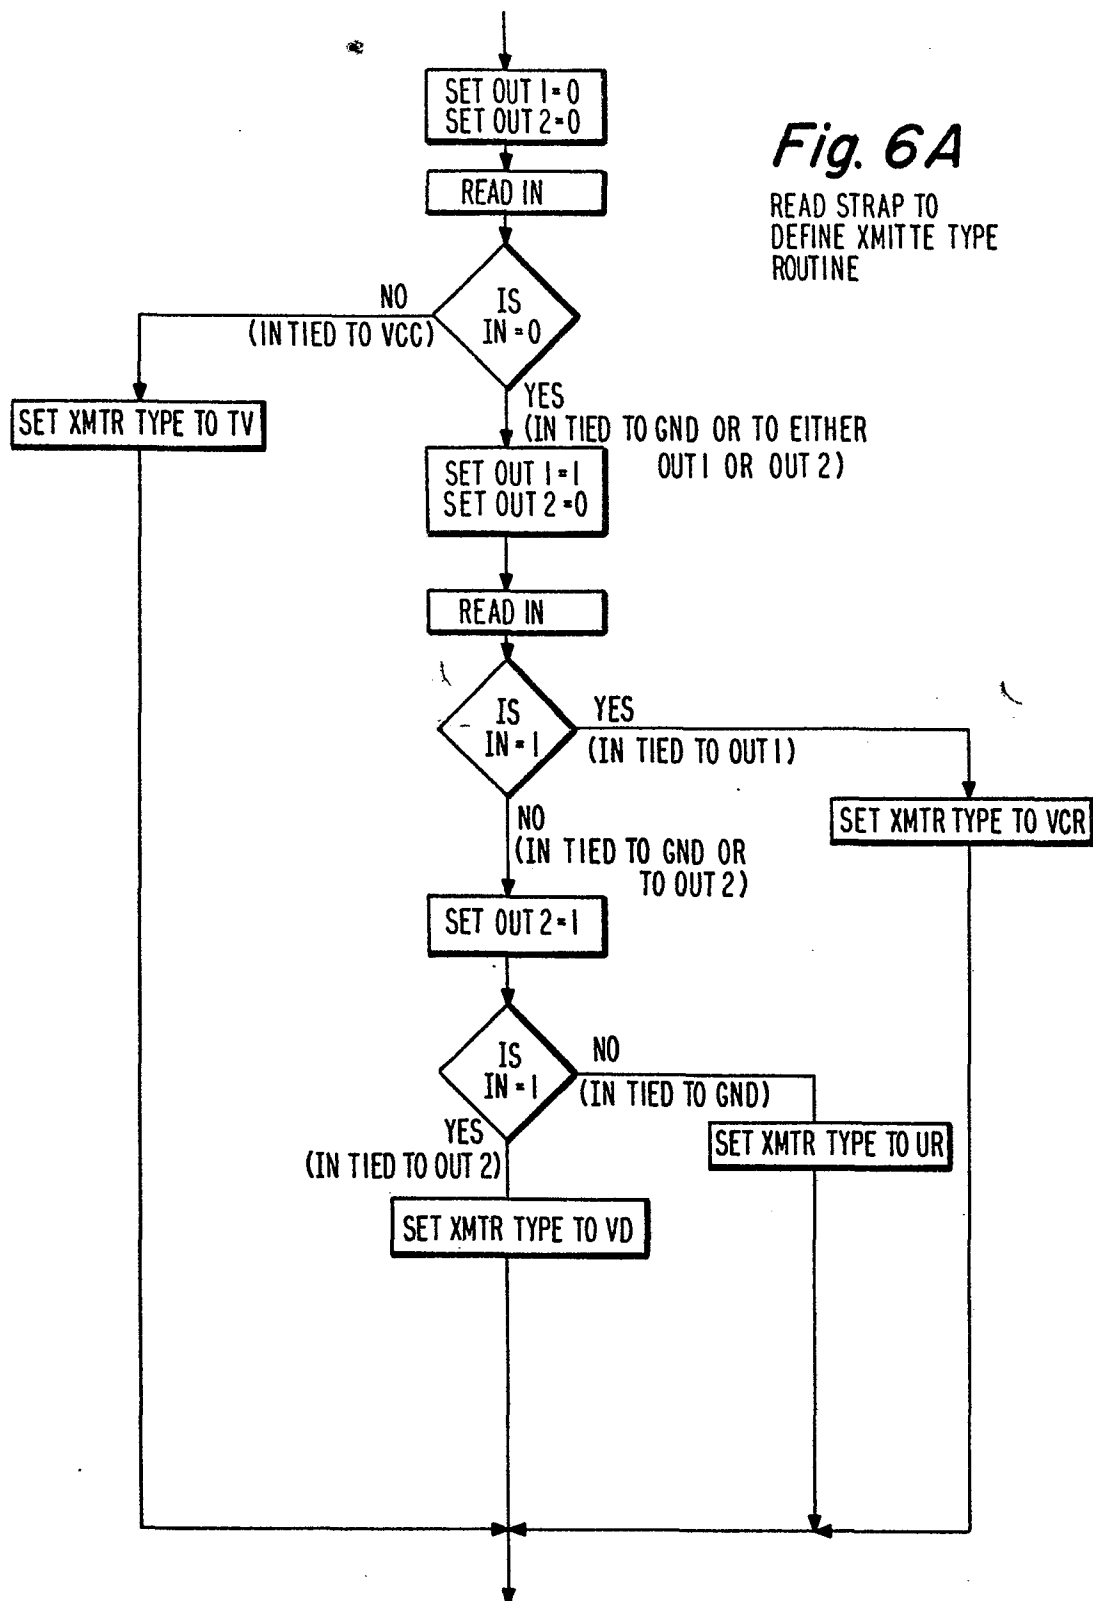 SET OUT 1=0
SET OUT 2=0
Fig. 6A
READ STRAP TO
DEFINE XMITTE TYPE
ROUTINE
READ IN
IS
IN=0
NO
(IN TIED TO VCC)
SET XMTR TYPE TO TV
YES
(IN TIED TO GND OR TO EITHER
OUT1 OR OUT 2)
SET OUT 1=1
SET OUT 2=0
READ IN
IS
IN=1
YES
(IN TIED TO OUT1)
SET XMTR TYPE TO VCR
NO
(IN TIED TO GND OR
TO OUT 2)
SET OUT 2=1
IS
IN=1
NO
(IN TIED TO GND)
SET XMTR TYPE TO UR
YES
(IN TIED TO OUT 2)
SET XMTR TYPE TO VD